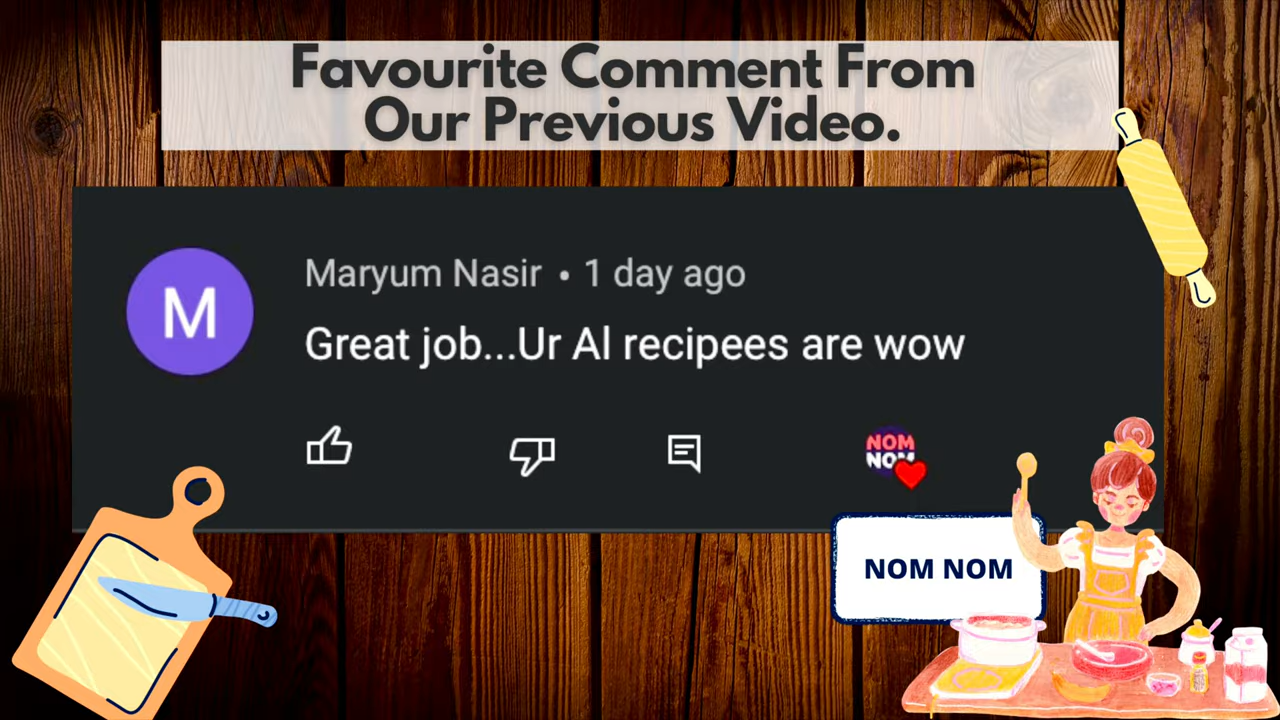 Favourite Comment From
Our Previous Video.
M
Maryum Nasir • 1 day ago
Great job...Ur Al recipees are wow
NOM
NOM
NOM NOM